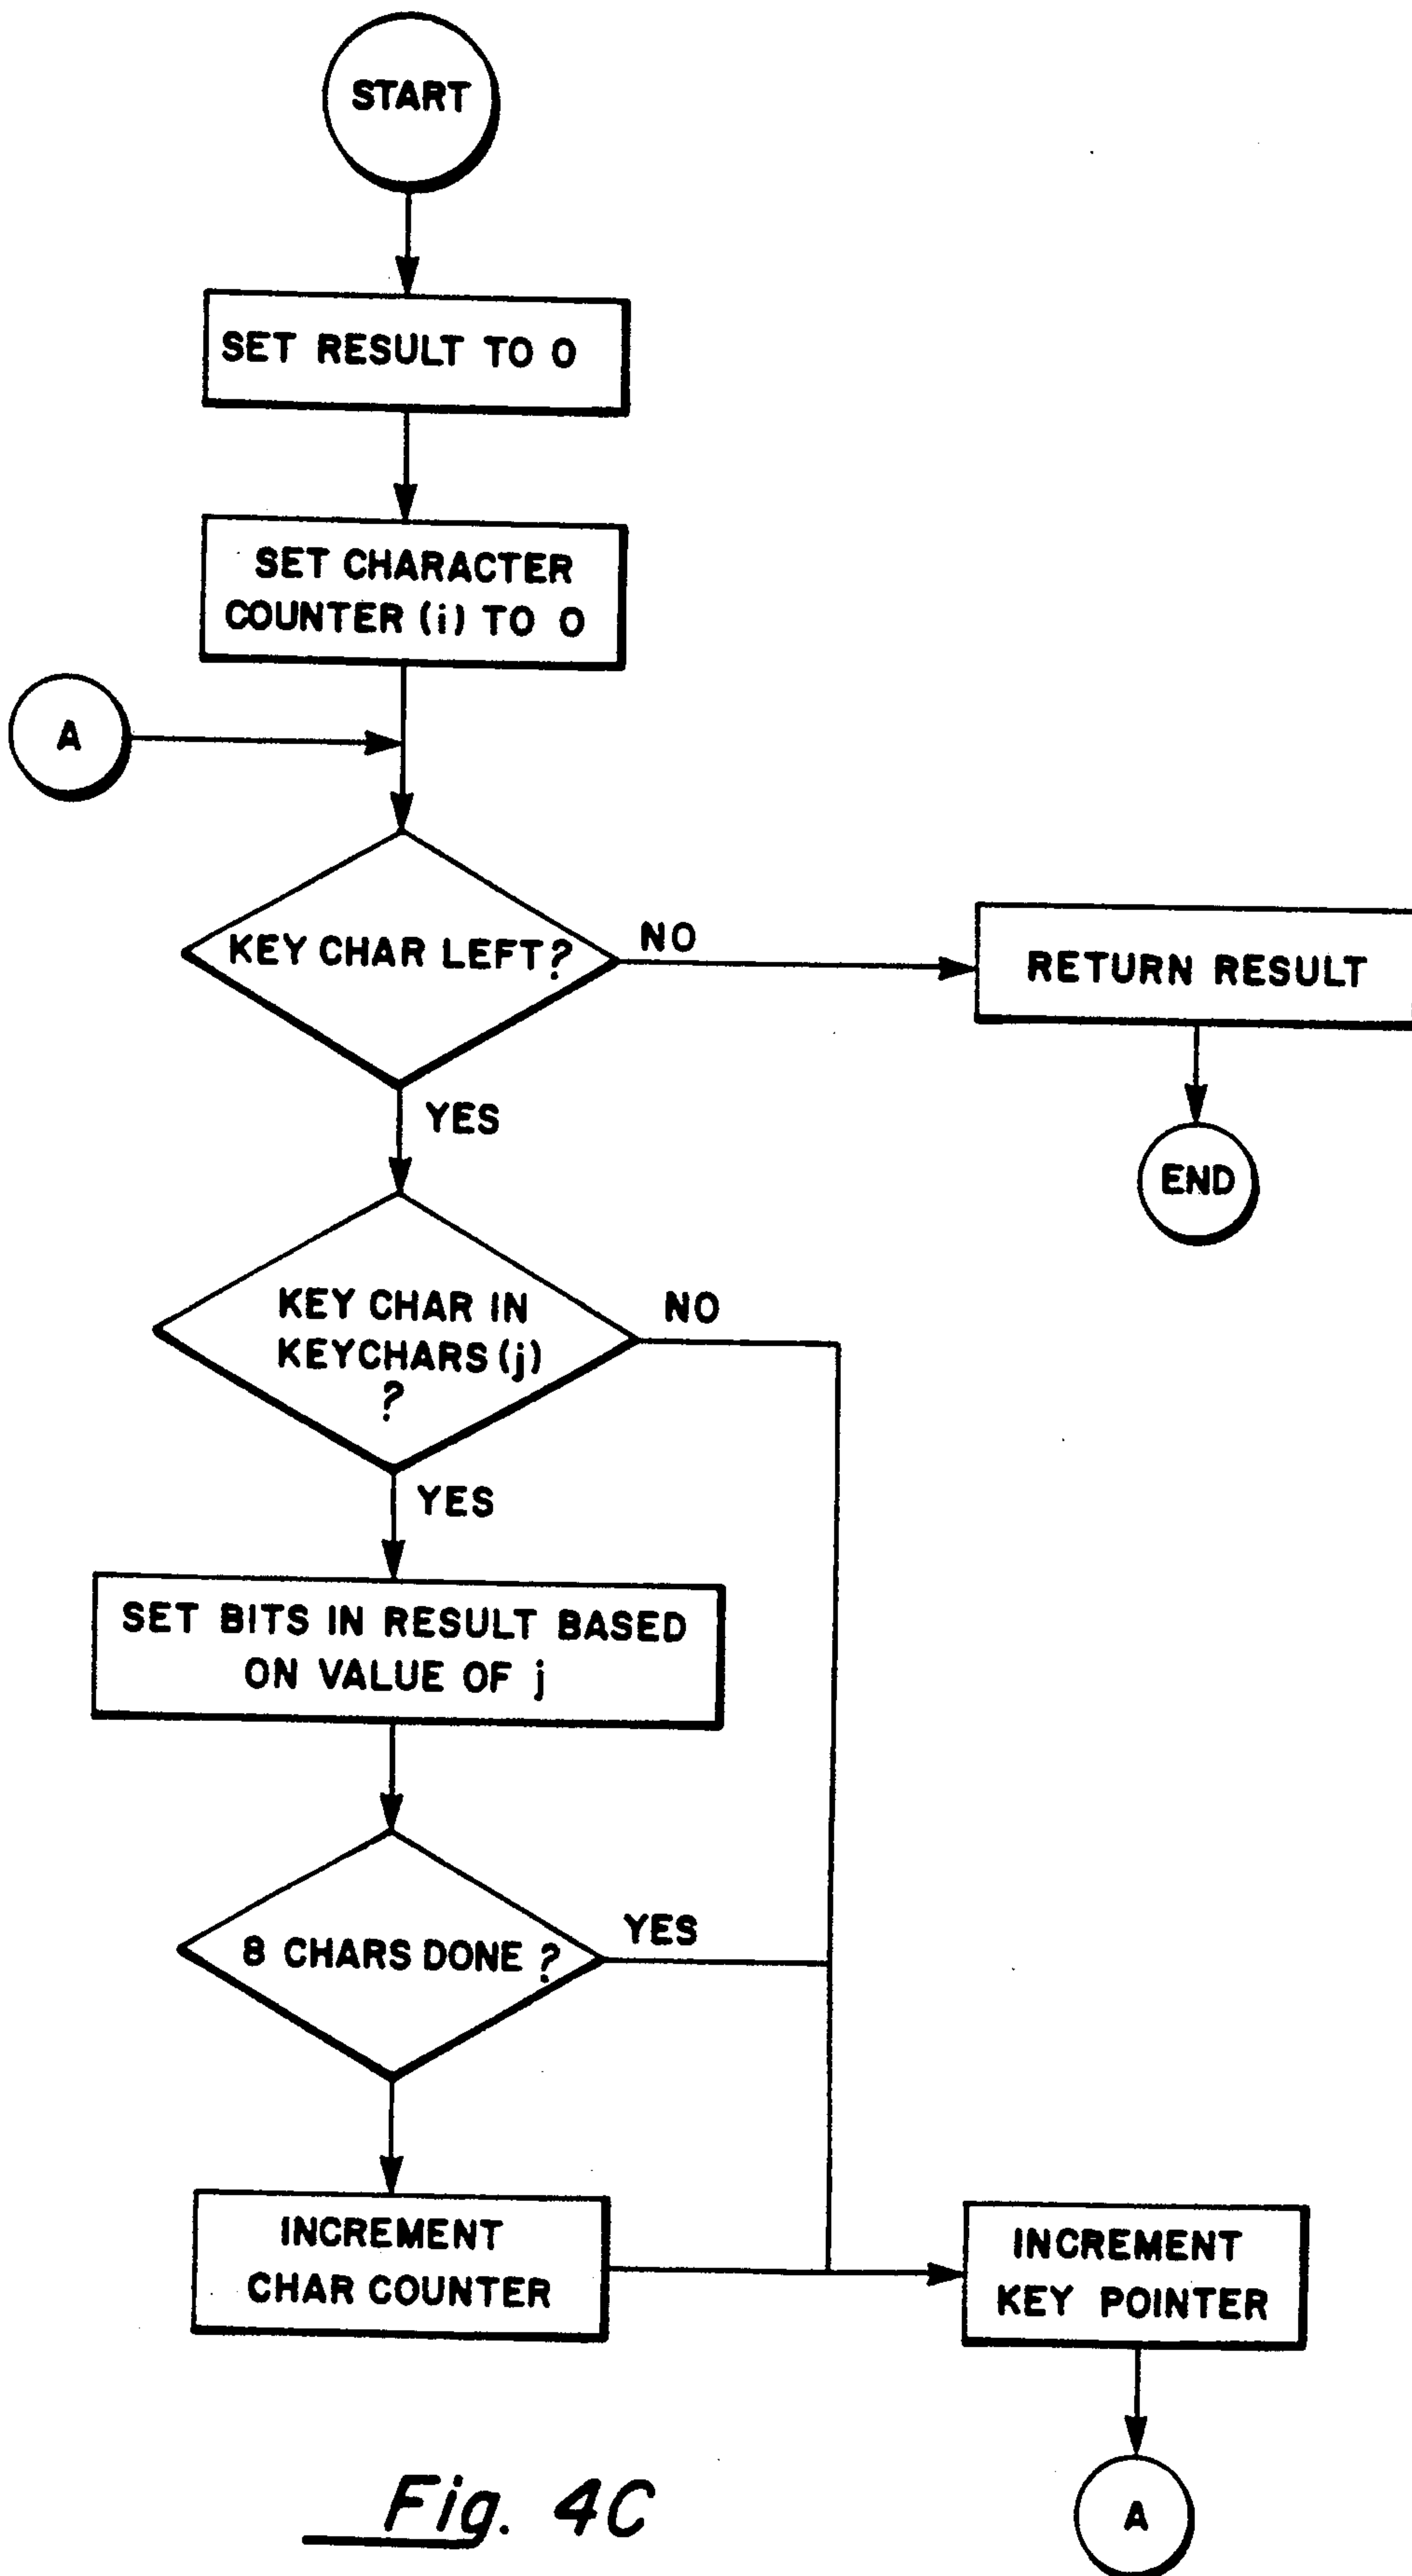 START
SET RESULT TO 0
SET CHARACTER
COUNTER (i) TO 0
A
KEY CHAR LEFT?
NO
RETURN RESULT
YES
END
KEY CHAR IN
KEYCHARS (j)
?
NO
YES
SET BITS IN RESULT BASED
ON VALUE OF j
8 CHARS DONE ?
YES
INCREMENT
CHAR COUNTER
INCREMENT
KEY POINTER
A
Fig. 4C